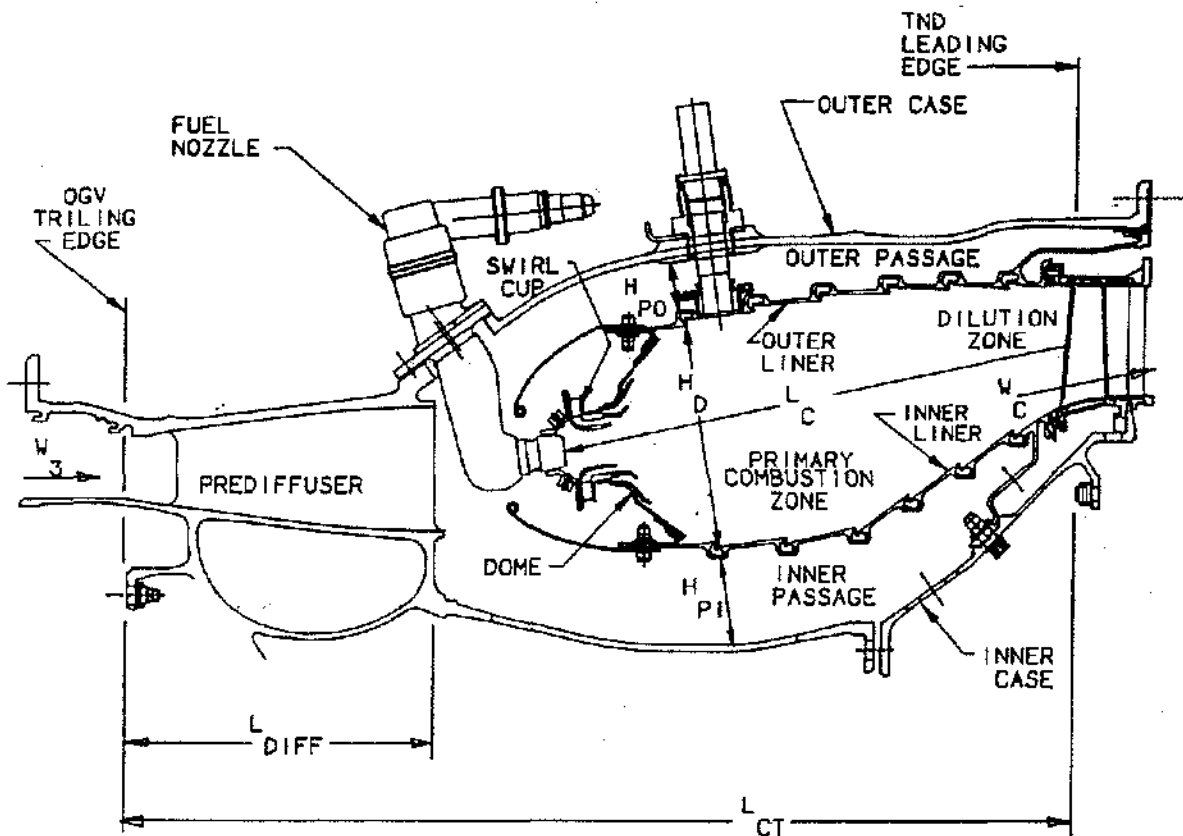 TND
LEADING
EDGE
OUTER CASE
FUEL
NOZZLE
OGV
TRILING
EDGE
SWIRL
CUP
OUTER PASSAGE
H
PO
DILUTION
ZONE
OUTER
LINER
H
D
L
C
W
C
INNER
LINER
W
3
PREDIFFUSER
PRIMARY
COMBUSTION
ZONE
DOME
INNER
PASSAGE
H
PI
INNER
CASE
L
DIFF
L
CT